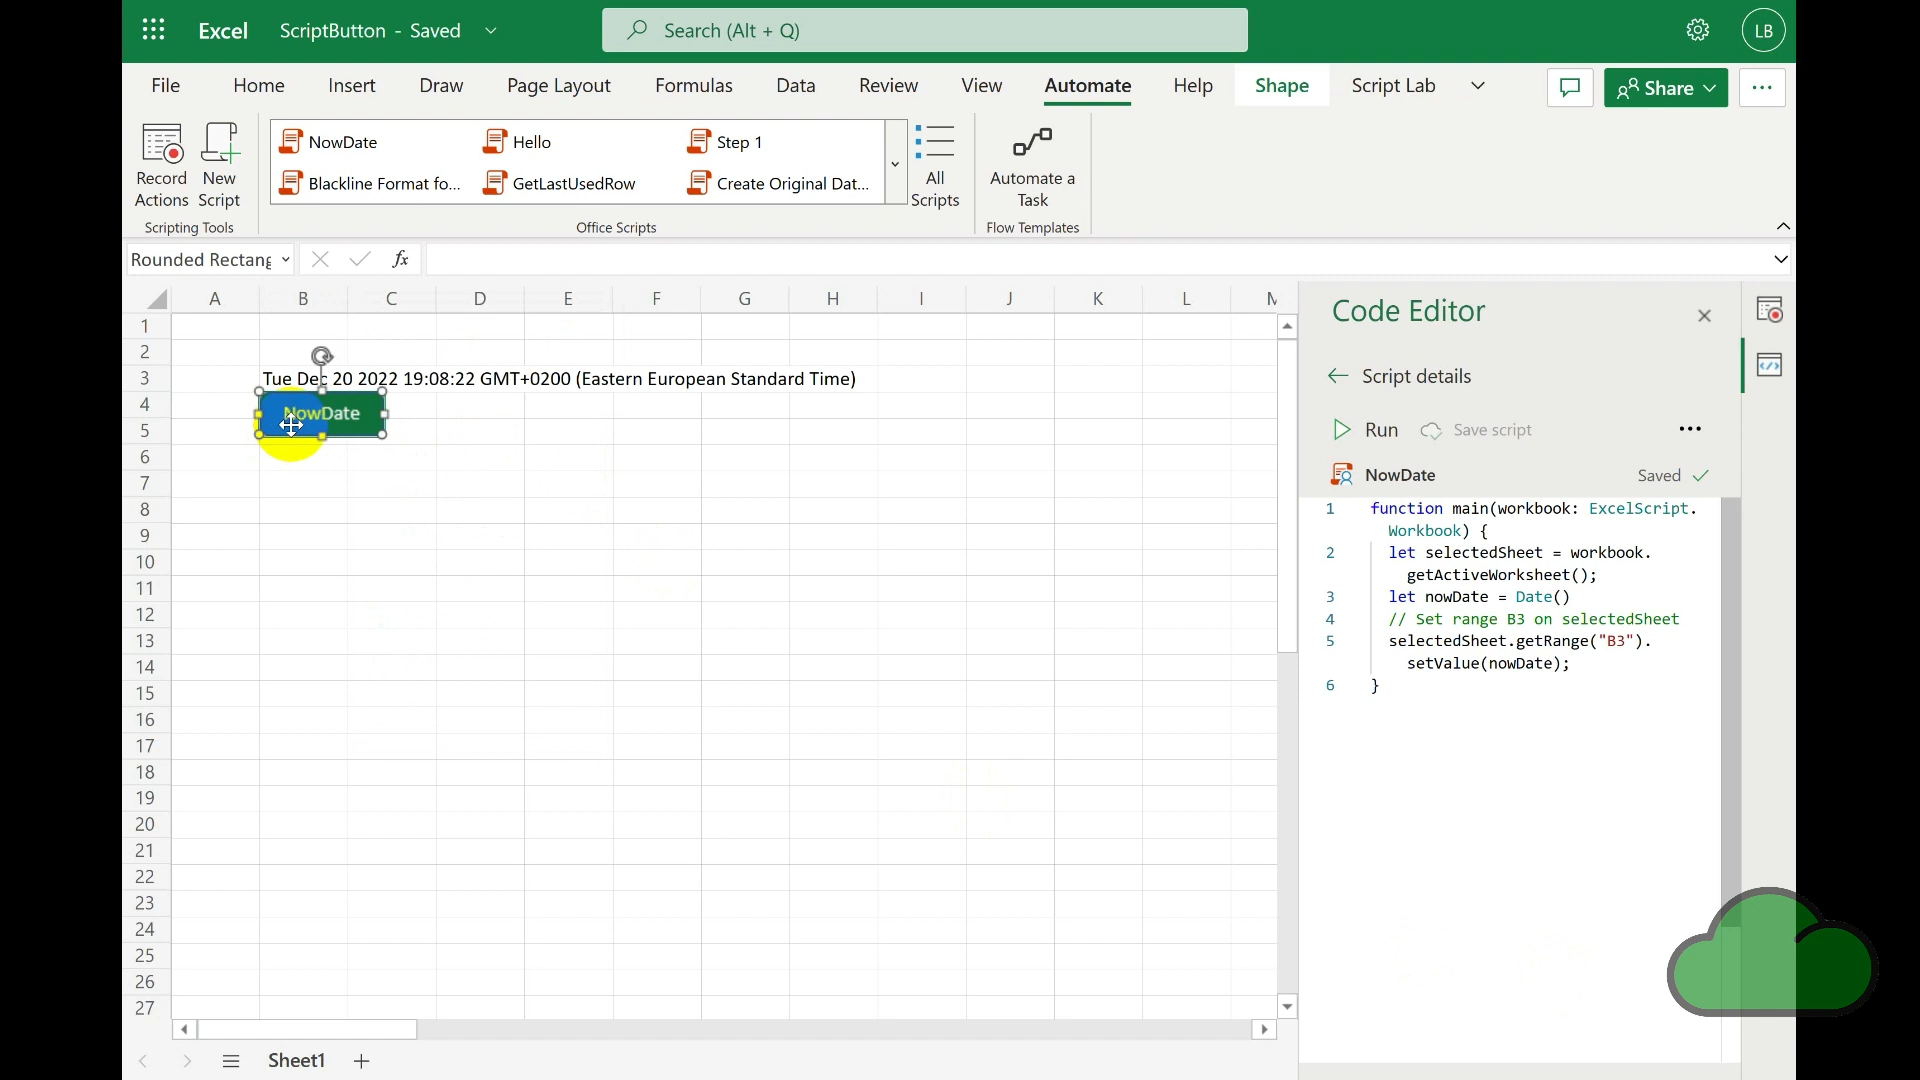 Excel ScriptButton - Saved Search (Alt + Q) LB
File Home Insert Draw Page Layout Formulas Data Review View Automate Help Shape Script Lab Share
NowDate Hello Step 1
Blackline Format fo... GetLastUsedRow Create Original Dat...
Record
Actions
New
Script
All
Scripts
Automate a
Task
Scripting Tools Office Scripts Flow Templates
Rounded Rectang fx
A B C D E F G H I J K L M
1
2
3 Tue Dec 20 2022 19:08:22 GMT+0200 (Eastern European Standard Time)
4 NowDate
5
6
7
8
9
10
11
12
13
14
15
16
17
18
19
20
21
22
23
24
25
26
27
Sheet1
Code Editor
Script details
Run Save script
NowDate Saved
1 function main(workbook: ExcelScript.
Workbook) {
2 let selectedSheet = workbook.
getActiveWorksheet();
3 let nowDate = Date()
4 // Set range B3 on selectedSheet
5 selectedSheet.getRange("B3").
setValue(nowDate);
6 }